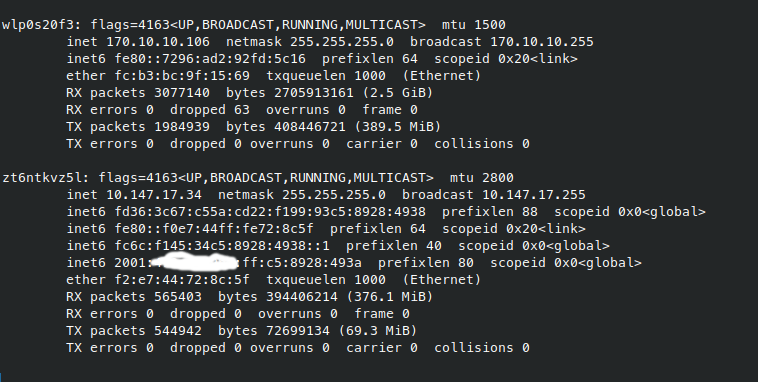 wlp0s20f3: flags=4163<UP,BROADCAST,RUNNING,MULTICAST>  mtu 1500
        inet 170.10.10.106  netmask 255.255.255.0  broadcast 170.10.10.255
        inet6 fe80::7296:ad2:92fd:5c16  prefixlen 64  scopeid 0x20<link>
        ether fc:b3:bc:9f:15:69  txqueuelen 1000  (Ethernet)
        RX packets 3077140  bytes 2705913161 (2.5 GiB)
        RX errors 0  dropped 63  overruns 0  frame 0
        TX packets 1984939  bytes 408446721 (389.5 MiB)
        TX errors 0  dropped 0 overruns 0  carrier 0  collisions 0
zt6ntkvz5l: flags=4163<UP,BROADCAST,RUNNING,MULTICAST>  mtu 2800
        inet 10.147.17.34  netmask 255.255.255.0  broadcast 10.147.17.255
        inet6 fd36:3c67:c55a:cd22:f199:93c5:8928:4938  prefixlen 88  scopeid 0x0<global>
        inet6 fe80::f0e7:44ff:fe72:8c5f  prefixlen 64  scopeid 0x20<link>
        inet6 fc6c:f145:34c5:8928:4938::1  prefixlen 40  scopeid 0x0<global>
        inet6 2001: :ff:c5:8928:493a  prefixlen 80  scopeid 0x0<global>
        ether f2:e7:44:72:8c:5f  txqueuelen 1000  (Ethernet)
        RX packets 565403  bytes 394406214 (376.1 MiB)
        RX errors 0  dropped 0  overruns 0  frame 0
        TX packets 544942  bytes 72699134 (69.3 MiB)
        TX errors 0  dropped 0 overruns 0  carrier 0  collisions 0